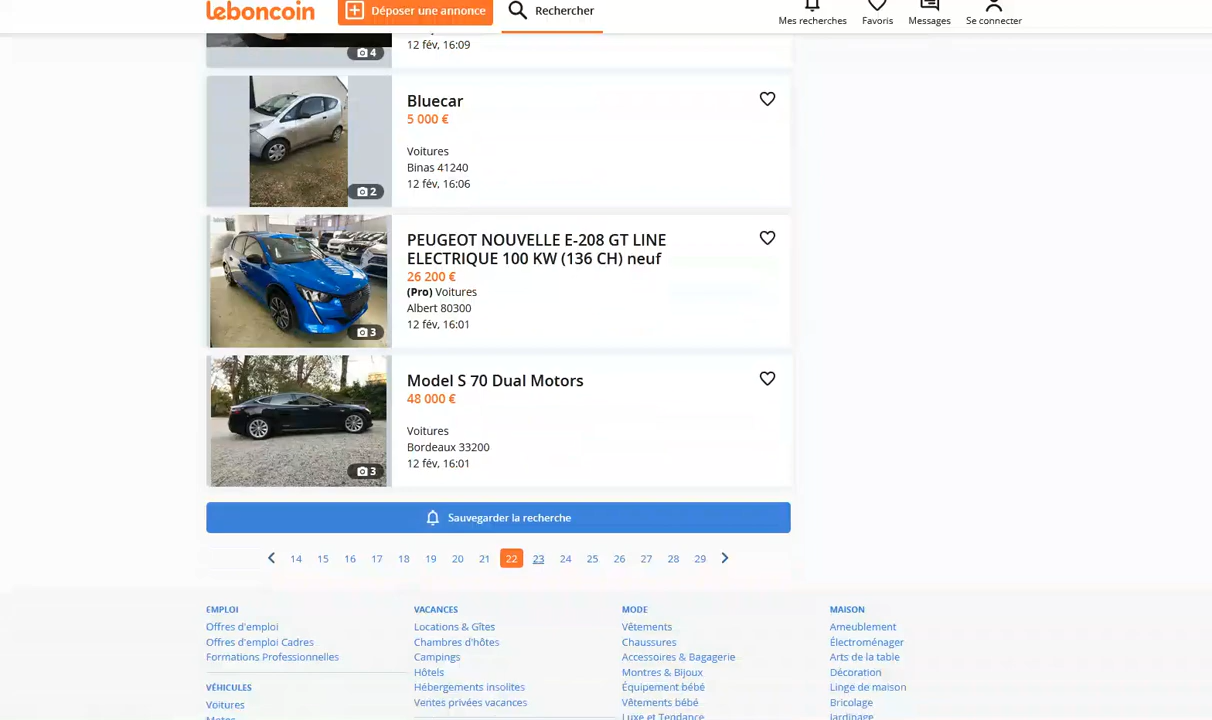 leboncoin
Déposer une annonce
Rechercher
Mes recherches
Favoris
Messages
Se connecter
4
12 fév, 16:09
Bluecar
5 000 €
Voitures
Binas 41240
12 fév, 16:06
2
PEUGEOT NOUVELLE E-208 GT LINE
ELECTRIQUE 100 KW (136 CH) neuf
26 200 €
(Pro) Voitures
Albert 80300
12 fév, 16:01
3
Model S 70 Dual Motors
48 000 €
Voitures
Bordeaux 33200
12 fév, 16:01
3
Sauvegarder la recherche
14 15 16 17 18 19 20 21 22 23 24 25 26 27 28 29
EMPLOI
Offres d'emploi
Offres d'emploi Cadres
Formations Professionnelles
VÉHICULES
Voitures
Motos
VACANCES
Locations & Gîtes
Chambres d'hôtes
Campings
Hôtels
Hébergements insolites
Ventes privées vacances
MODE
Vêtements
Chaussures
Accessoires & Bagagerie
Montres & Bijoux
Équipement bébé
Vêtements bébé
Luxe et Tendance
MAISON
Ameublement
Électroménager
Arts de la table
Décoration
Linge de maison
Bricolage
Jardinage